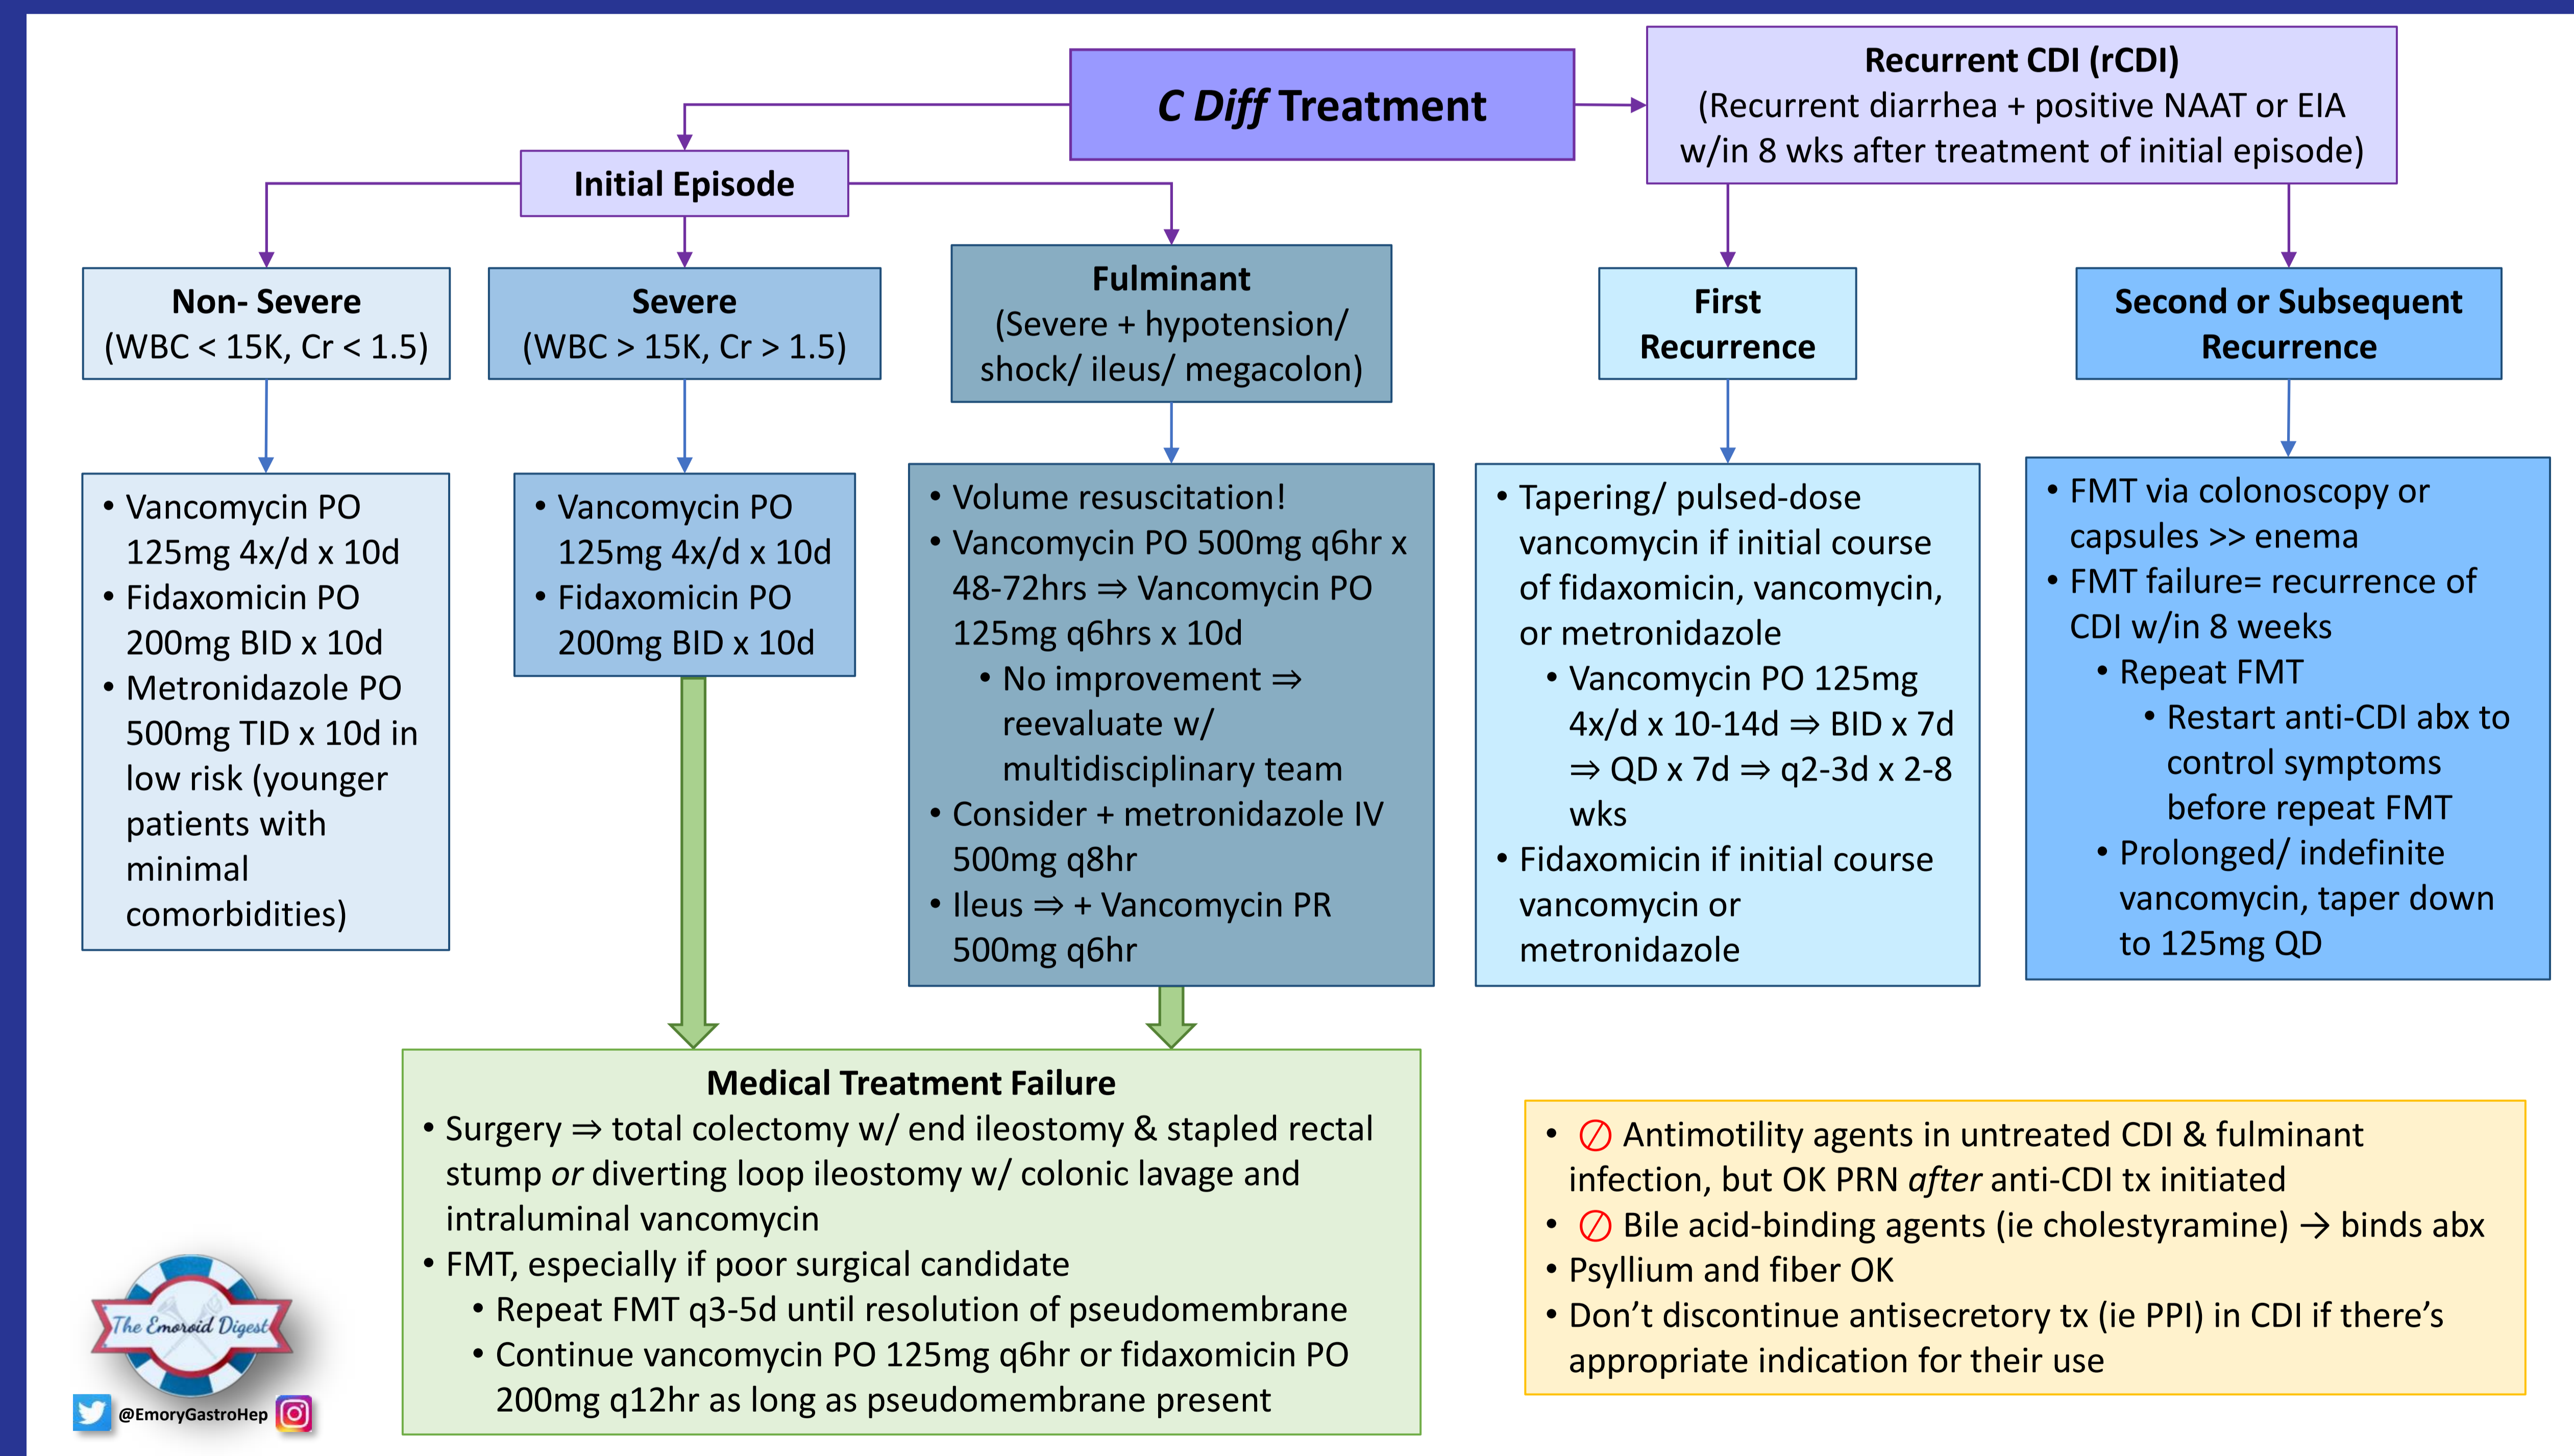 C Diff Treatment
Recurrent CDI (rCDI)
(Recurrent diarrhea + positive NAAT or EIA
w/in 8 wks after treatment of initial episode)
Initial Episode
Non- Severe
(WBC < 15K, Cr < 1.5)
Severe
(WBC > 15K, Cr > 1.5)
Fulminant
(Severe + hypotension/
shock/ ileus/ megacolon)
First
Recurrence
Second or Subsequent
Recurrence
• Vancomycin PO
125mg 4x/d x 10d
• Fidaxomicin PO
200mg BID x 10d
• Metronidazole PO
500mg TID x 10d in
low risk (younger
patients with
minimal
comorbidities)
• Vancomycin PO
125mg 4x/d x 10d
• Fidaxomicin PO
200mg BID x 10d
• Volume resuscitation!
• Vancomycin PO 500mg q6hr x
48-72hrs ⇒ Vancomycin PO
125mg q6hrs x 10d
• No improvement ⇒
reevaluate w/
multidisciplinary team
• Consider + metronidazole IV
500mg q8hr
• Ileus ⇒ + Vancomycin PR
500mg q6hr
• Tapering/ pulsed-dose
vancomycin if initial course
of fidaxomicin, vancomycin,
or metronidazole
• Vancomycin PO 125mg
4x/d x 10-14d ⇒ BID x 7d
⇒ QD x 7d ⇒ q2-3d x 2-8
wks
• Fidaxomicin if initial course
vancomycin or
metronidazole
• FMT via colonoscopy or
capsules >> enema
• FMT failure= recurrence of
CDI w/in 8 weeks
• Repeat FMT
• Restart anti-CDI abx to
control symptoms
before repeat FMT
• Prolonged/ indefinite
vancomycin, taper down
to 125mg QD
Medical Treatment Failure
• Surgery ⇒ total colectomy w/ end ileostomy & stapled rectal
stump or diverting loop ileostomy w/ colonic lavage and
intraluminal vancomycin
• FMT, especially if poor surgical candidate
• Repeat FMT q3-5d until resolution of pseudomembrane
• Continue vancomycin PO 125mg q6hr or fidaxomicin PO
200mg q12hr as long as pseudomembrane present
• Antimotility agents in untreated CDI & fulminant
infection, but OK PRN after anti-CDI tx initiated
• Bile acid-binding agents (ie cholestyramine) → binds abx
• Psyllium and fiber OK
• Don’t discontinue antisecretory tx (ie PPI) in CDI if there’s
appropriate indication for their use
The Emoroid Digest
@EmoryGastroHep